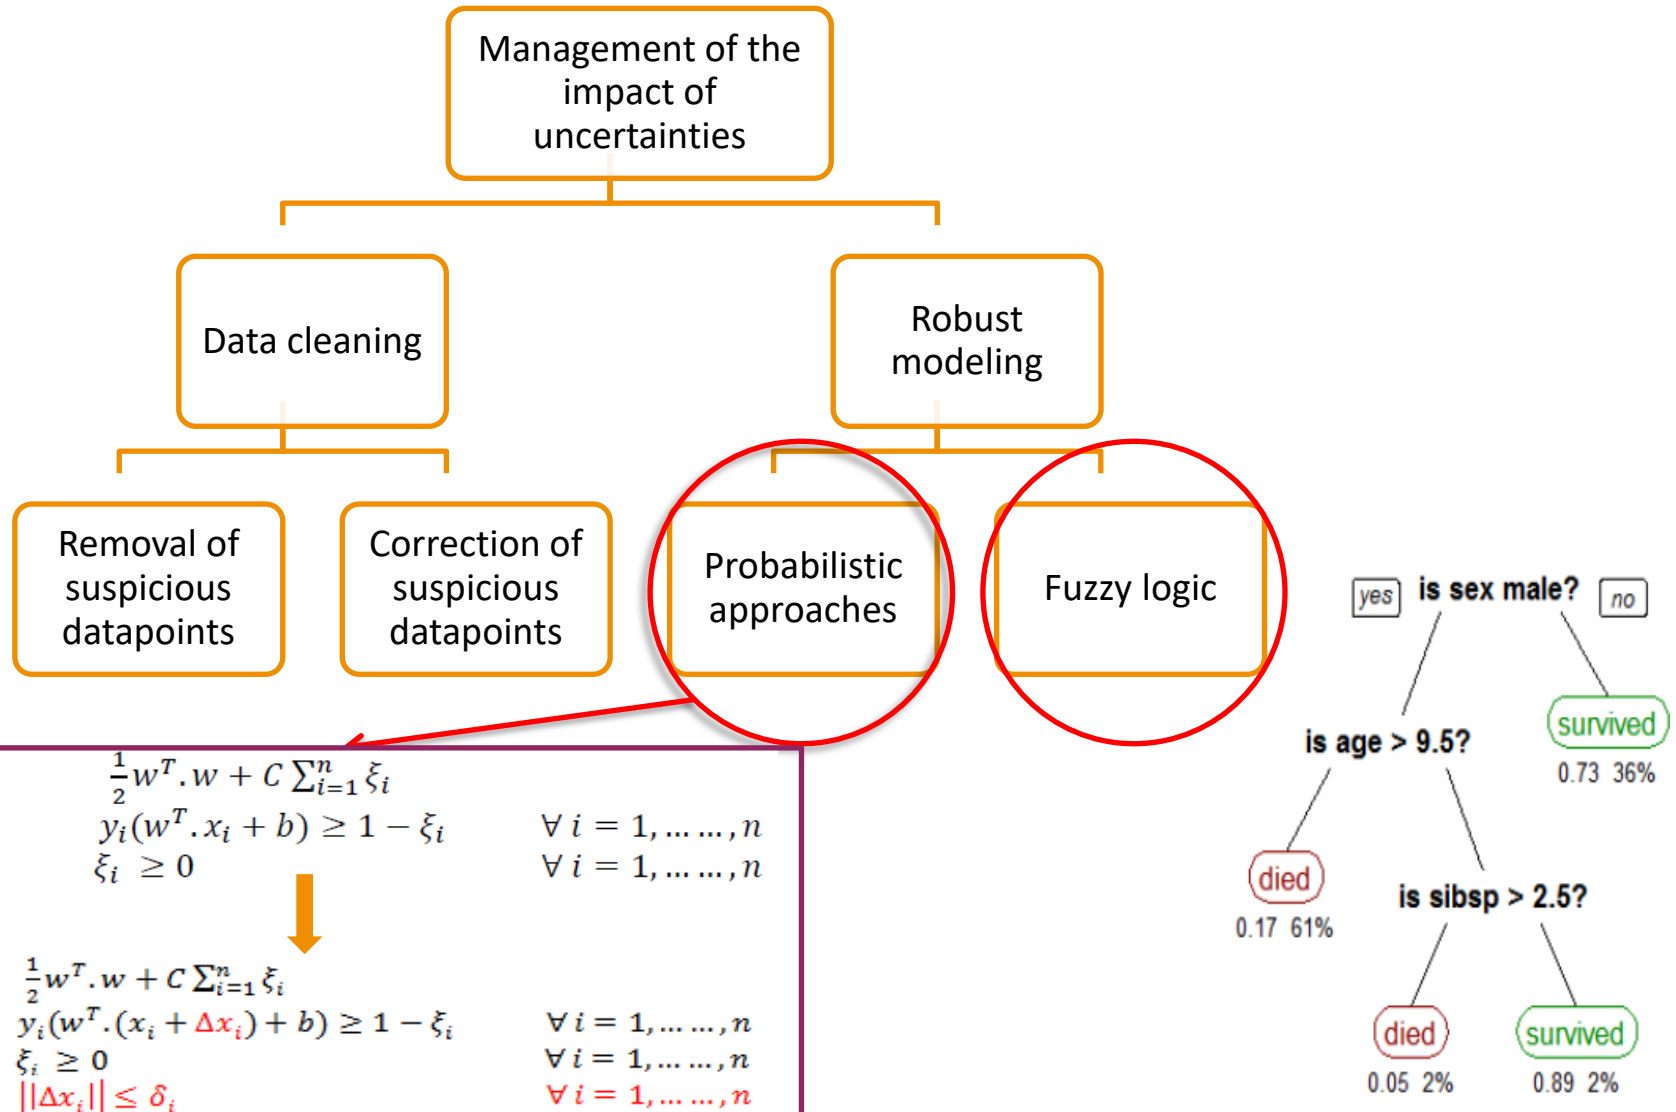 Management of the
impact of
uncertainties
Data cleaning
Robust
modeling
Removal of
suspicious
datapoints
Correction of
suspicious
datapoints
Probabilistic
approaches
Fuzzy logic
½wᵀ.w + C ∑ⁿᵢ₌₁ ξᵢ
yᵢ(wᵀ.xᵢ + b) ≥ 1 − ξᵢ ∀ i = 1, … …, n
ξᵢ ≥ 0 ∀ i = 1, … …, n
½wᵀ.w + C ∑ⁿᵢ₌₁ ξᵢ
yᵢ(wᵀ.(xᵢ + Δxᵢ) + b) ≥ 1 − ξᵢ ∀ i = 1, … …, n
ξᵢ ≥ 0 ∀ i = 1, … …, n
||Δxᵢ|| ≤ δᵢ ∀ i = 1, … …, n
yes is sex male? no
survived
0.73 36%
is age > 9.5?
died
0.17 61%
is sibsp > 2.5?
died
0.05 2%
survived
0.89 2%